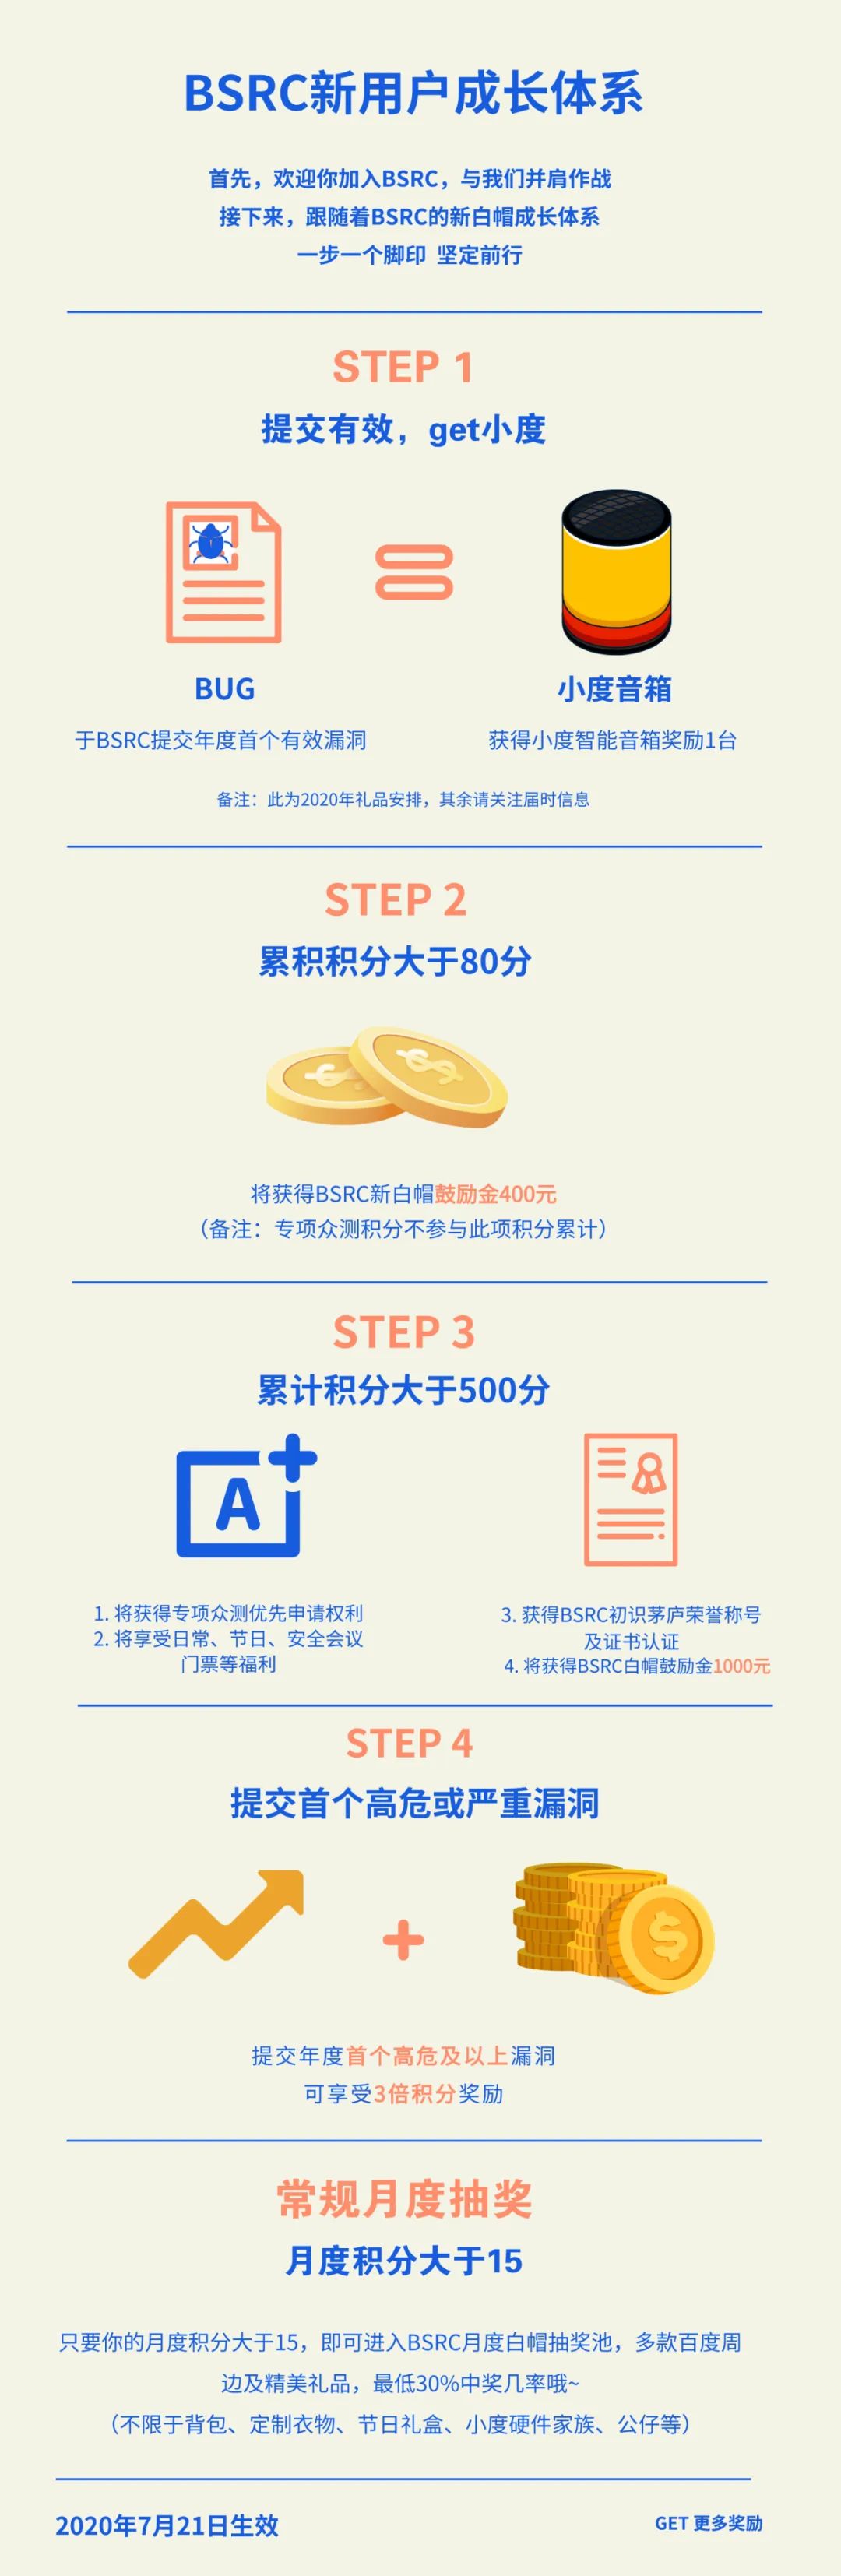 BSRC新用户成长体系
首先，欢迎你加入BSRC，与我们并肩作战
接下来，跟随着BSRC的新白帽成长体系
一步一个脚印 坚定前行
STEP 1
提交有效，get小度
BUG
小度音箱
于BSRC提交年度首个有效漏洞
获得小度智能音箱奖励1台
备注：此为2020年礼品安排，其余请关注届时信息
STEP 2
累积积分大于80分
将获得BSRC新白帽鼓励金400元
（备注：专项众测积分不参与此项积分累计）
STEP 3
累计积分大于500分
A
1. 将获得专项众测优先申请权利
2. 将享受日常、节日、安全会议
门票等福利
3. 获得BSRC初识茅庐荣誉称号
及证书认证
4. 将获得BSRC白帽鼓励金1000元
STEP 4
提交首个高危或严重漏洞
提交年度首个高危及以上漏洞
可享受3倍积分奖励
常规月度抽奖
月度积分大于15
只要你的月度积分大于15，即可进入BSRC月度白帽抽奖池，多款百度周
边及精美礼品，最低30%中奖几率哦~
（不限于背包、定制衣物、节日礼盒、小度硬件家族、公仔等）
2020年7月21日生效
GET 更多奖励